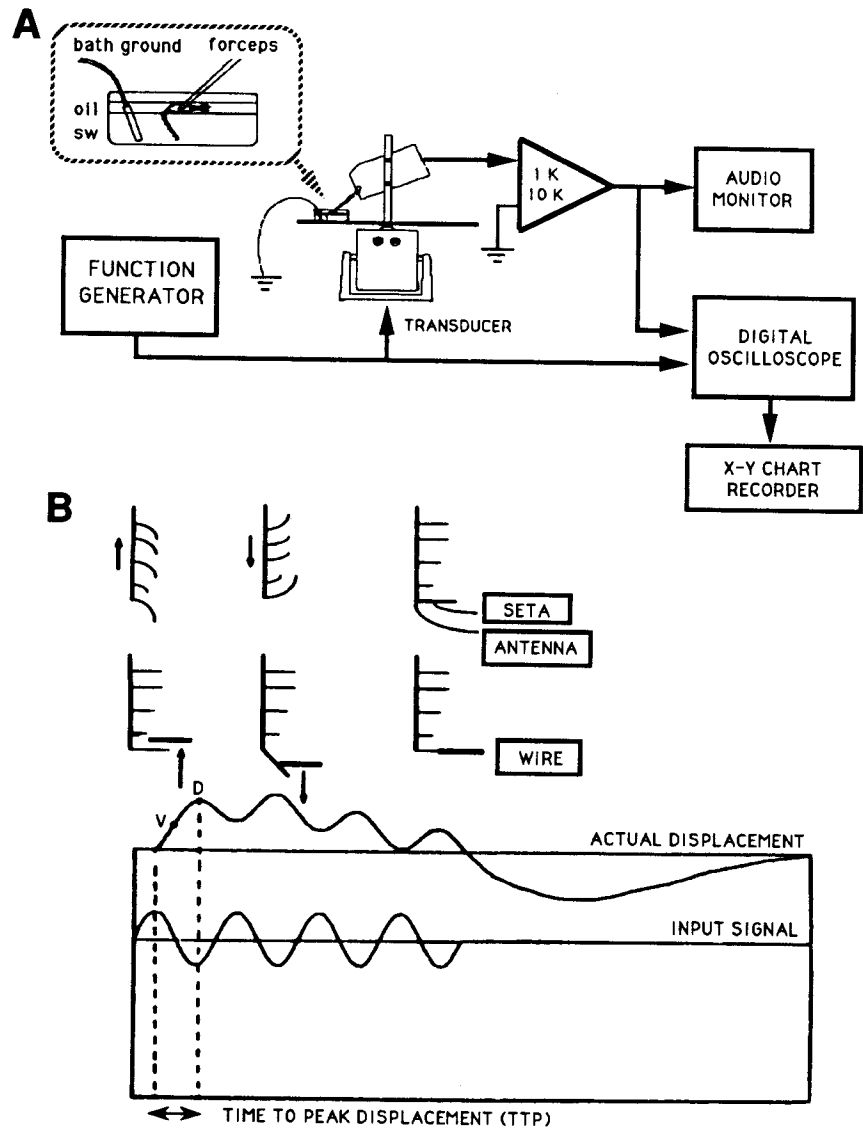 A
bath ground forceps
oil
sw
1 K
10 K
AUDIO
MONITOR
FUNCTION
GENERATOR
TRANSDUCER
DIGITAL
OSCILLOSCOPE
X-Y CHART
RECORDER
B
SETA
ANTENNA
WIRE
D
V
ACTUAL DISPLACEMENT
INPUT SIGNAL
TIME TO PEAK DISPLACEMENT (TTP)